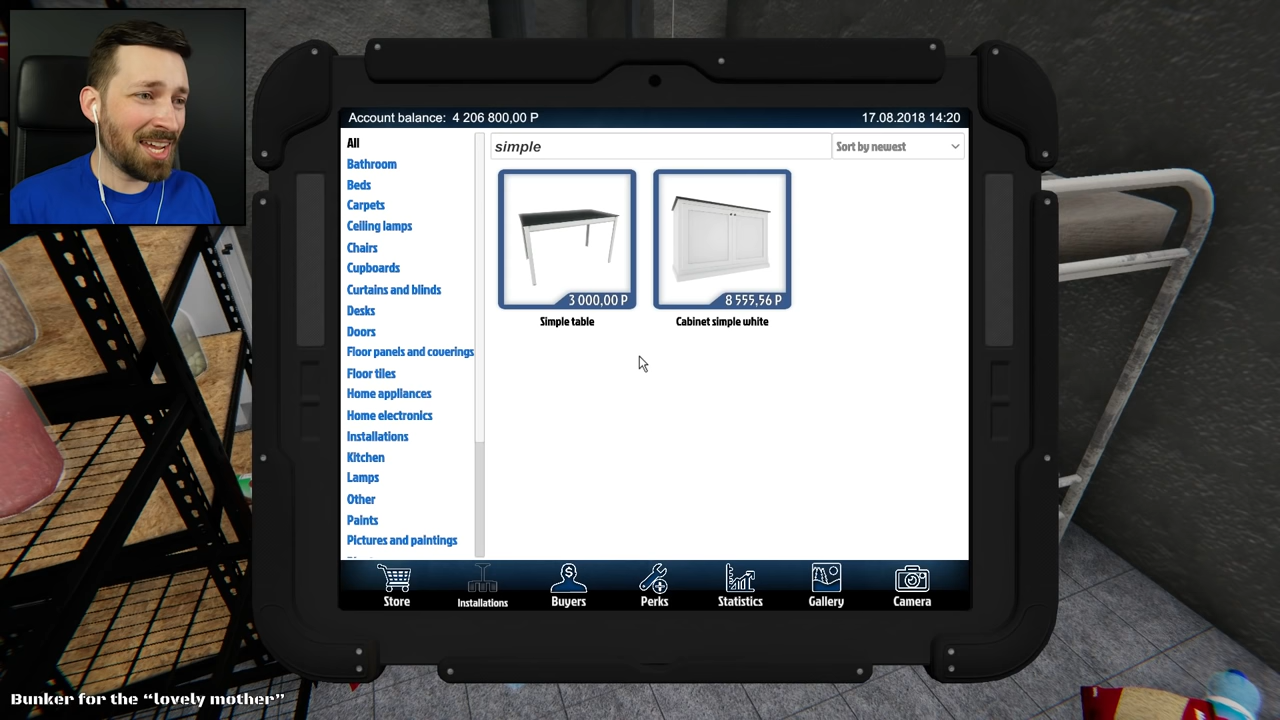 Account balance: 4 206 800,00 P
17.08.2018 14:20
All
Bathroom
Beds
Carpets
Ceiling lamps
Chairs
Cupboards
Curtains and blinds
Desks
Doors
Floor panels and coverings
Floor tiles
Home appliances
Home electronics
Installations
Kitchen
Lamps
Other
Paints
Pictures and paintings
simple
Sort by newest
3 000,00 P
8 555,56 P
Simple table
Cabinet simple white
Store
Installations
Buyers
Perks
Statistics
Gallery
Camera
Bunker for the “lovely mother”